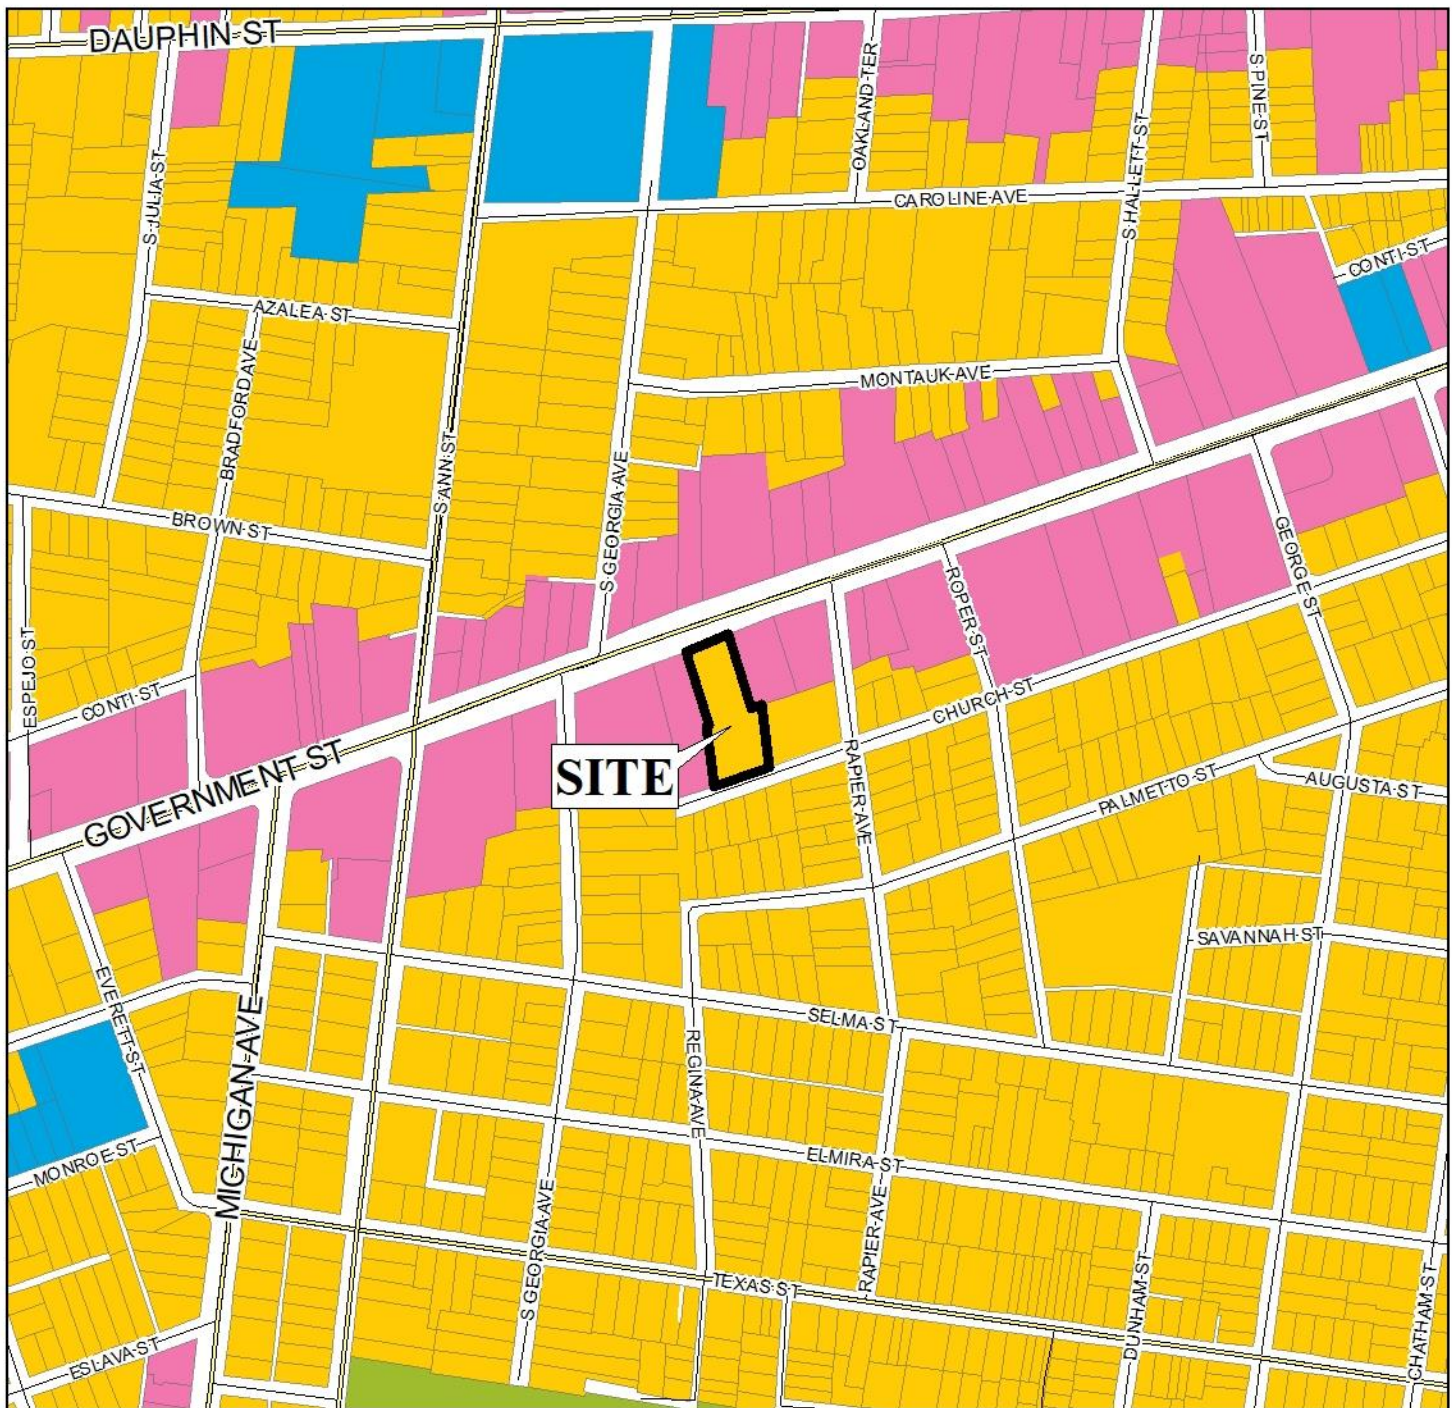 DAUPHIN ST
S JULIA ST
OAKLAND TER
S PINE ST
S HALLETT ST
CAROLINE AVE
CONTI ST
AZALEA ST
BRADFORD AVE
MONTAUK AVE
S ANN ST
S GEORGIA AVE
BROWN ST
GEORGE ST
ROPER ST
ESPEJO ST
CONTI ST
CHURCH ST
GOVERNMENT ST
SITE
RAPIER AVE
PALMETTO ST
AUGUSTA ST
SAVANNAH ST
EVERETT ST
SELMA ST
MICHIGAN AVE
REGINA AVE
MONROE ST
ELMIRA ST
S GEORGIA AVE
RAPIER AVE
TEXAS ST
DUNHAM ST
CHATHAM ST
ESLAVA ST